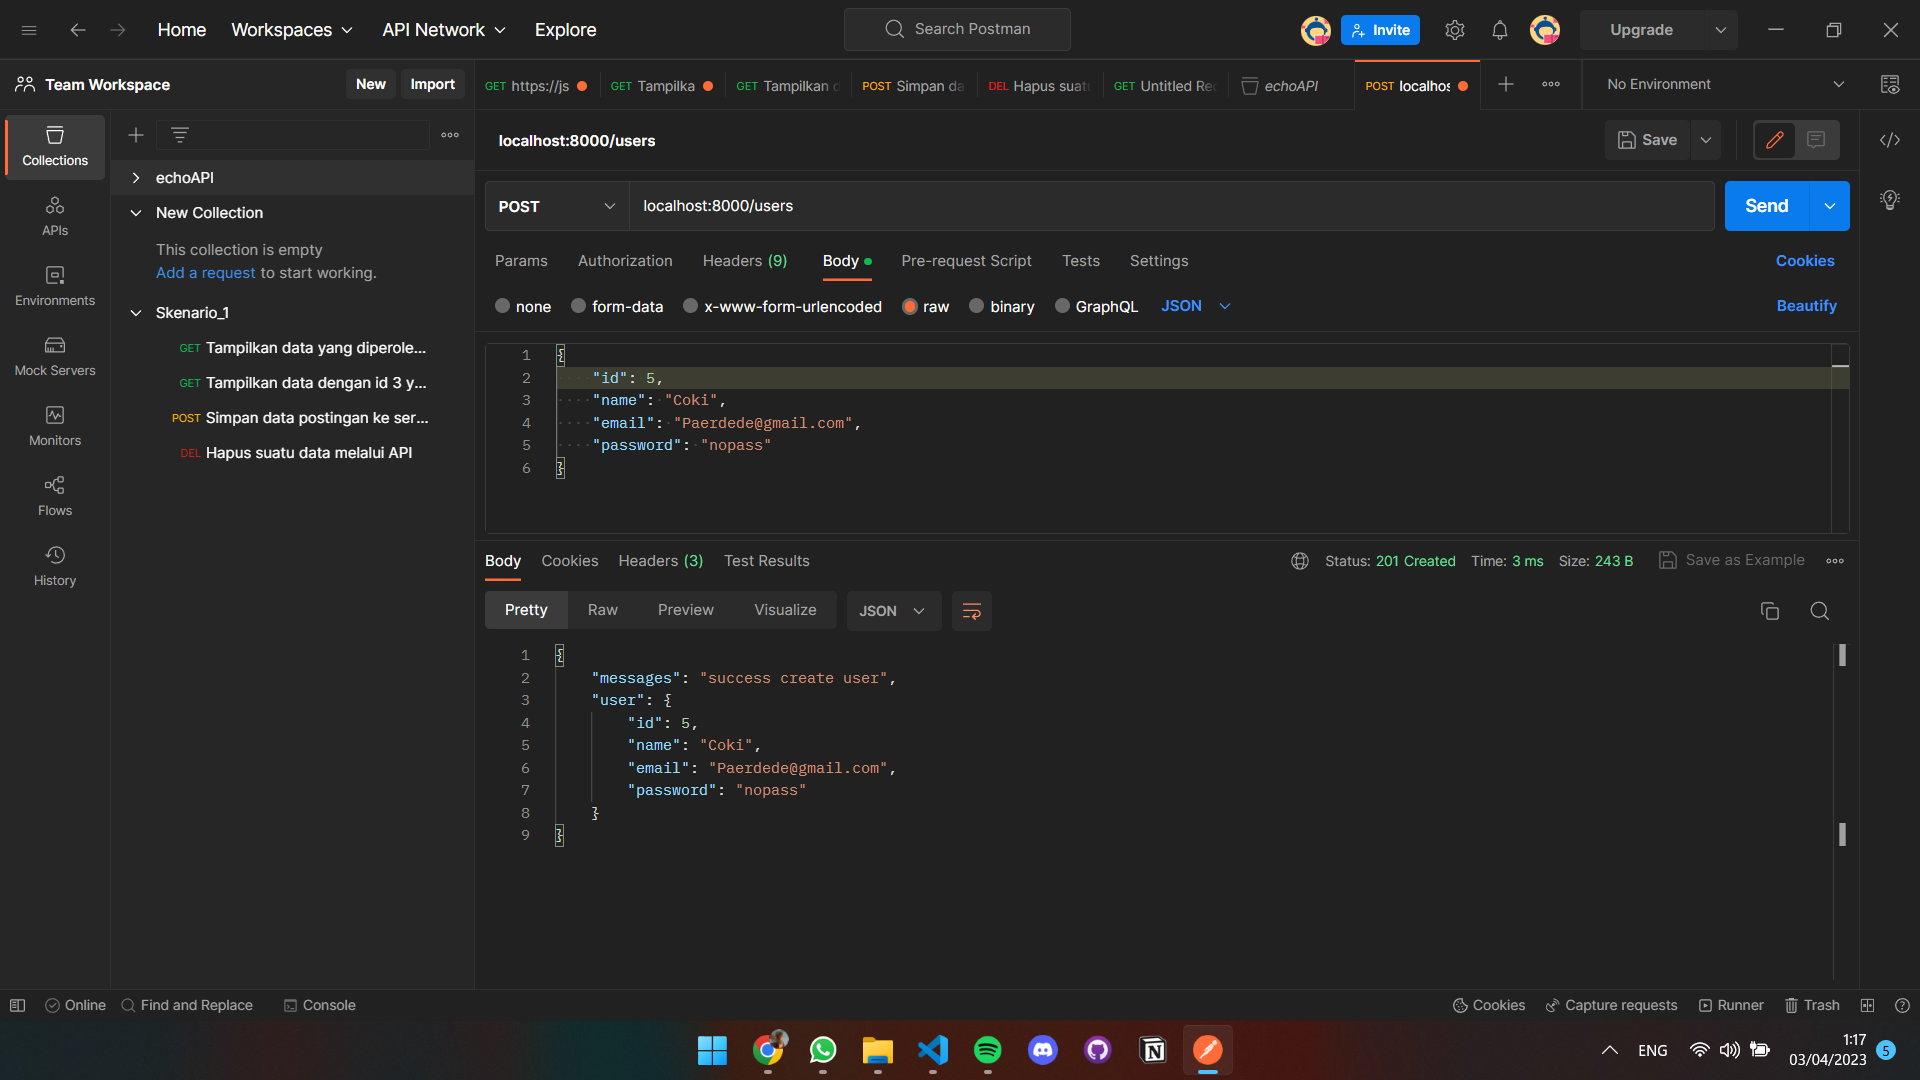 Home
Workspaces
API Network
Explore
Search Postman
Invite
Upgrade
Team Workspace
New
Import
GET https://js
GET Tampilka
GET Tampilkan
POST Simpan da
DEL Hapus suat
GET Untitled Re
echoAPI
POST localhos
No Environment
Collections
APIs
Environments
Mock Servers
Monitors
Flows
History
echoAPI
New Collection
This collection is empty
Add a request to start working.
Skenario_1
GET Tampilkan data yang diperole...
GET Tampilkan data dengan id 3 y...
POST Simpan data postingan ke ser...
DEL Hapus suatu data melalui API
localhost:8000/users
Save
POST
localhost:8000/users
Send
Params
Authorization
Headers (9)
Body
Pre-request Script
Tests
Settings
Cookies
none
form-data
x-www-form-urlencoded
raw
binary
GraphQL
JSON
Beautify
1 {
2 "id": 5,
3 "name": "Coki",
4 "email": "Paerdede@gmail.com",
5 "password": "nopass"
6 }
Body
Cookies
Headers (3)
Test Results
Status: 201 Created
Time: 3 ms
Size: 243 B
Save as Example
Pretty
Raw
Preview
Visualize
JSON
1 {
2 "messages": "success create user",
3 "user": {
4 "id": 5,
5 "name": "Coki",
6 "email": "Paerdede@gmail.com",
7 "password": "nopass"
8 }
9 }
Online
Find and Replace
Console
Cookies
Capture requests
Runner
Trash
ENG
1:17
03/04/2023
5